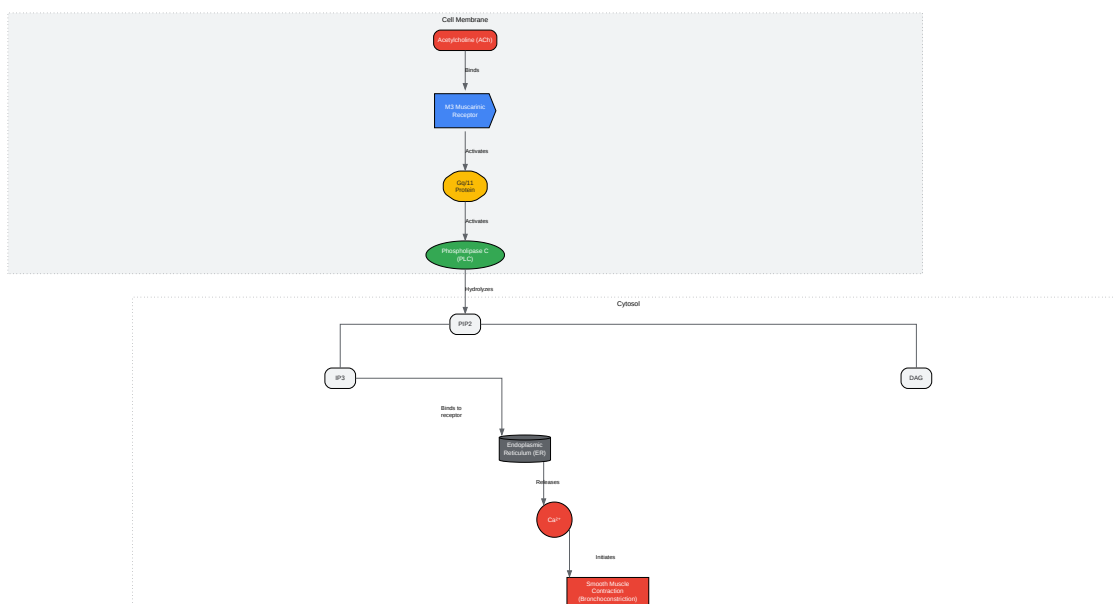 Cell Membrane
Acetylcholine (ACh)
Binds
M3 Muscarinic
Receptor
Activates
Gq/11
Protein
Activates
Phospholipase C
(PLC)
Hydrolyzes
Cytosol
PIP2
IP3
DAG
Binds to
receptor
Endoplasmic
Reticulum (ER)
Releases
Ca²⁺
Initiates
Smooth Muscle
Contraction
(Bronchoconstriction)